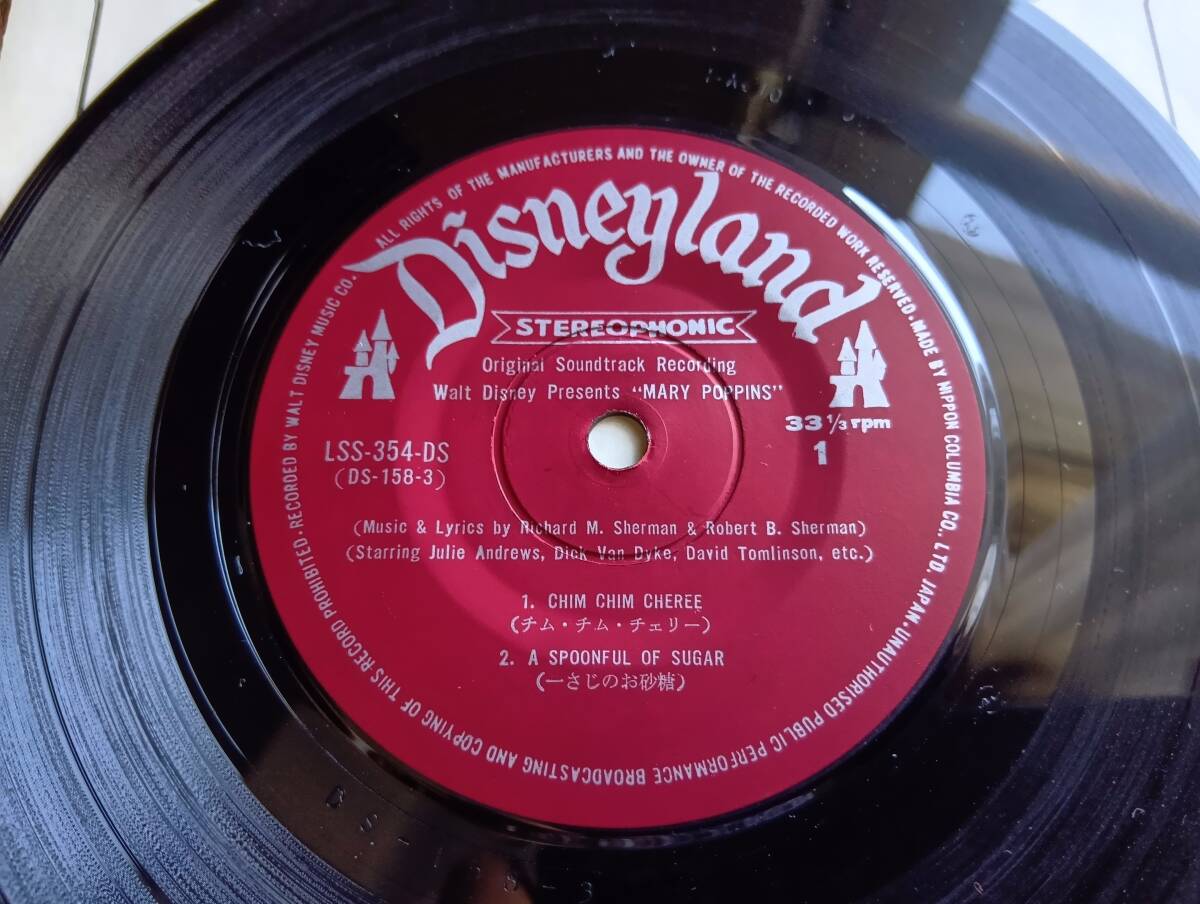 ALL RIGHTS OF THE MANUFACTURERS AND THE OWNER OF THE RECORDED WORK RESERVED. MADE BY NIPPON COLUMBIA CO., LTD. JAPAN • UNAUTHORISED PUBLIC PERFORMANCE BROADCASTING AND COPYING OF THIS RECORD PROHIBITED. RECORDED BY WALT DISNEY MUSIC CO.
Disneyland
STEREOPHONIC
Original Soundtrack Recording
Walt Disney Presents “MARY POPPINS”
33 1/3 rpm
LSS-354-DS
1
(DS-158-3)
(Music & Lyrics by Richard M. Sherman & Robert B. Sherman)
(Starring Julie Andrews, Dick Van Dyke, David Tomlinson, etc.)
1. CHIM CHIM CHEREE
(チム・チム・チェリー)
2. A SPOONFUL OF SUGAR
(一さじのお砂糖)